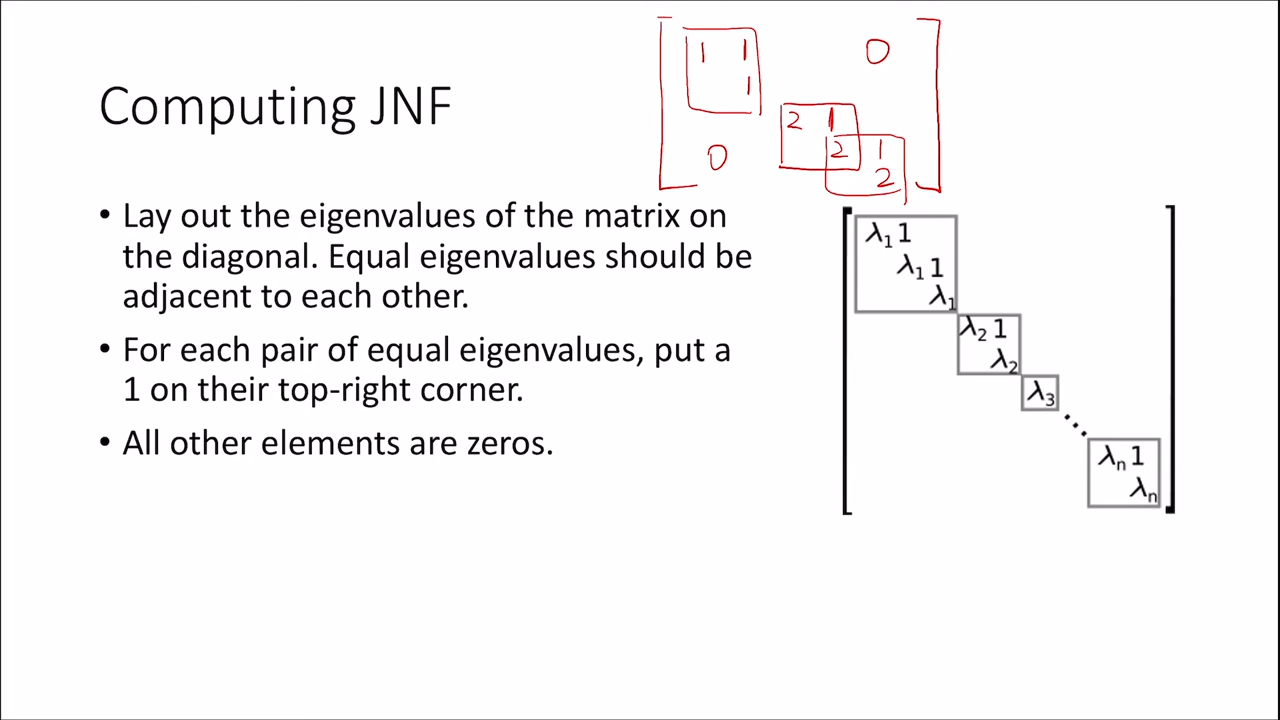 1 1 0
1
Computing JNF
2 1
0 2 1
2
• Lay out the eigenvalues of the matrix on
the diagonal. Equal eigenvalues should be
adjacent to each other.
• For each pair of equal eigenvalues, put a
1 on their top-right corner.
• All other elements are zeros.
λ₁ 1
λ₁ 1
λ₁
λ₂ 1
λ₂
λ₃
⋱
λₙ 1
λₙ